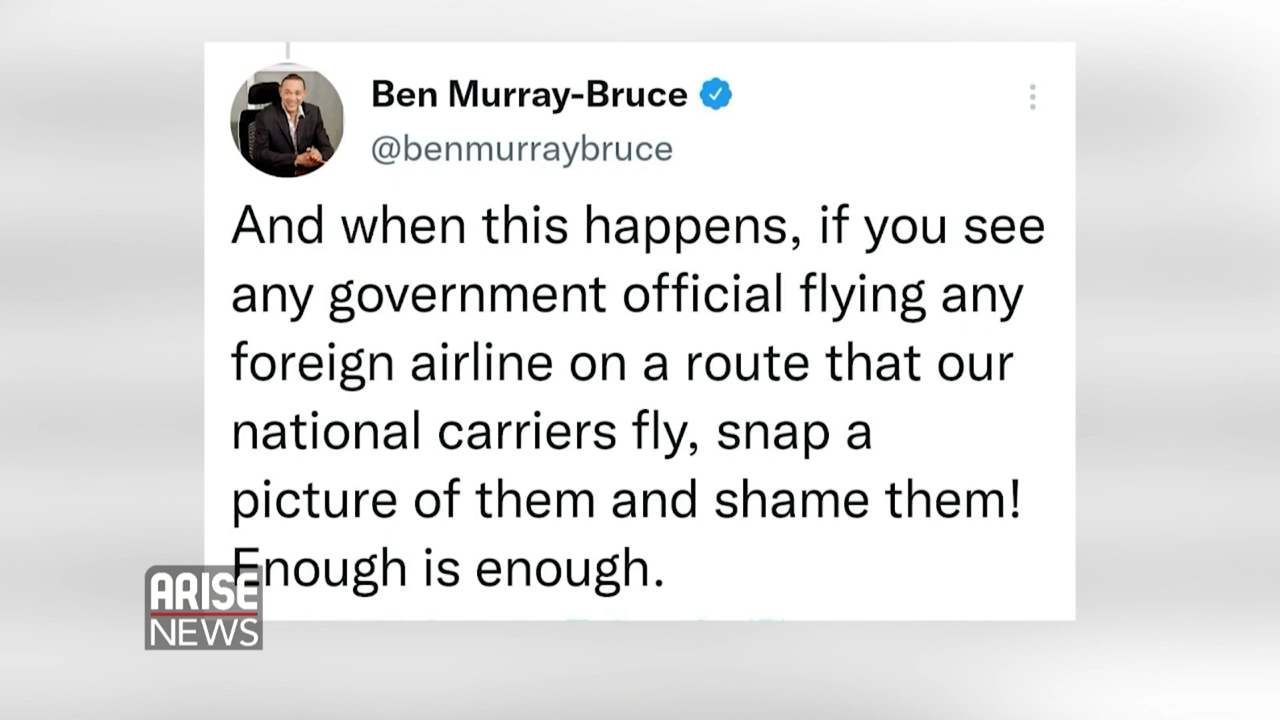 Ben Murray-Bruce
@benmurraybruce
And when this happens, if you see
any government official flying any
foreign airline on a route that our
national carriers fly, snap a
picture of them and shame them!
Enough is enough.
ARISE
NEWS